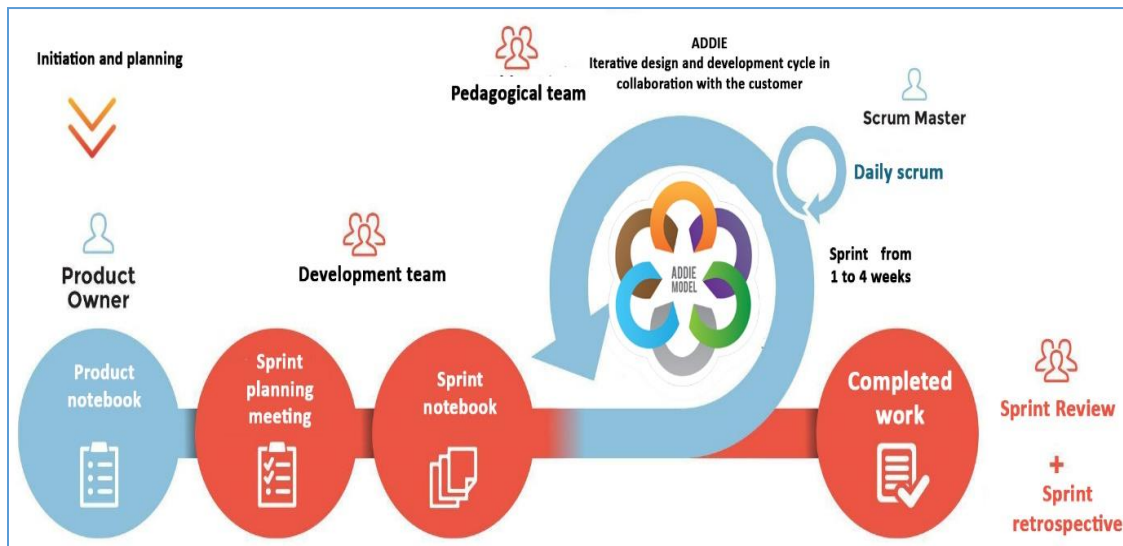 Initiation and planning
Pedagogical team
ADDIE
Iterative design and development cycle in
collaboration with the customer
Scrum Master
Daily scrum
Sprint from
1 to 4 weeks
Product
Owner
Development team
ADDIE
MODEL
Product
notebook
Sprint
planning
meeting
Sprint
notebook
Completed
work
Sprint Review
+
Sprint
retrospective